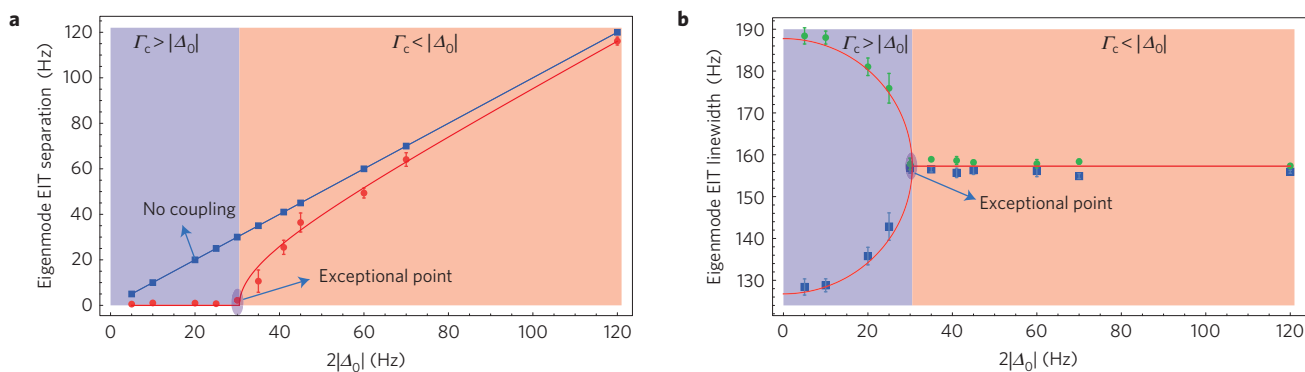 a
Γc > |Δ0|
Γc < |Δ0|
Eigenmode EIT separation (Hz)
120
100
80
60
40
20
0
No coupling
Exceptional point
0 20 40 60 80 100 120
2|Δ0| (Hz)
b
Γc > |Δ0|
Γc < |Δ0|
Eigenmode EIT linewidth (Hz)
190
180
170
160
150
140
130
Exceptional point
0 20 40 60 80 100 120
2|Δ0| (Hz)